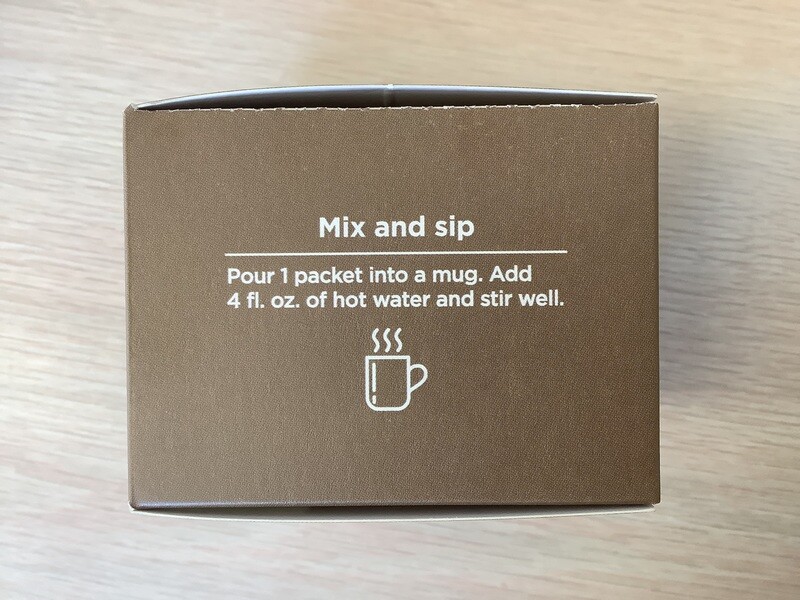 Mix and sip
Pour 1 packet into a mug. Add
4 fl. oz. of hot water and stir well.